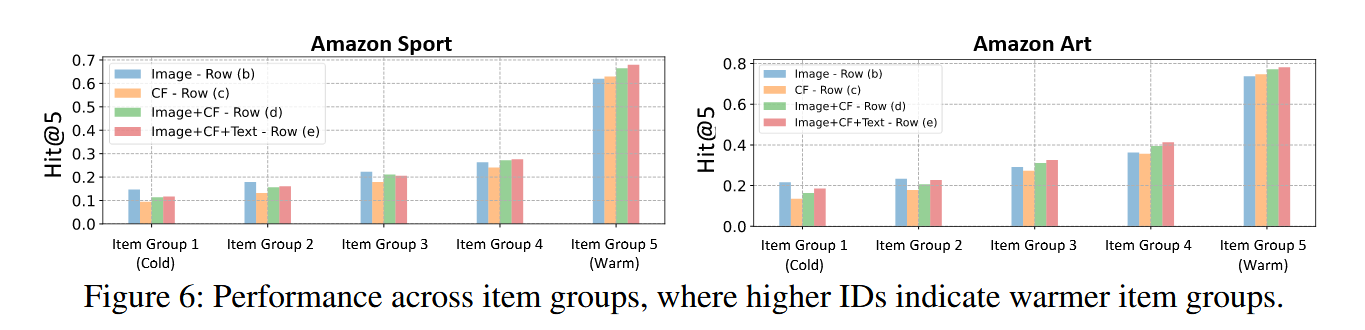 Amazon Sport
Hit@5
0.7
0.6
0.5
0.4
0.3
0.2
0.1
0.0
Image - Row (b)
CF - Row (c)
Image+CF - Row (d)
Image+CF+Text - Row (e)
Item Group 1
(Cold)
Item Group 2
Item Group 3
Item Group 4
Item Group 5
(Warm)
Amazon Art
Hit@5
0.8
0.6
0.4
0.2
0.0
Image - Row (b)
CF - Row (c)
Image+CF - Row (d)
Image+CF+Text - Row (e)
Item Group 1
(Cold)
Item Group 2
Item Group 3
Item Group 4
Item Group 5
(Warm)
Figure 6: Performance across item groups, where higher IDs indicate warmer item groups.